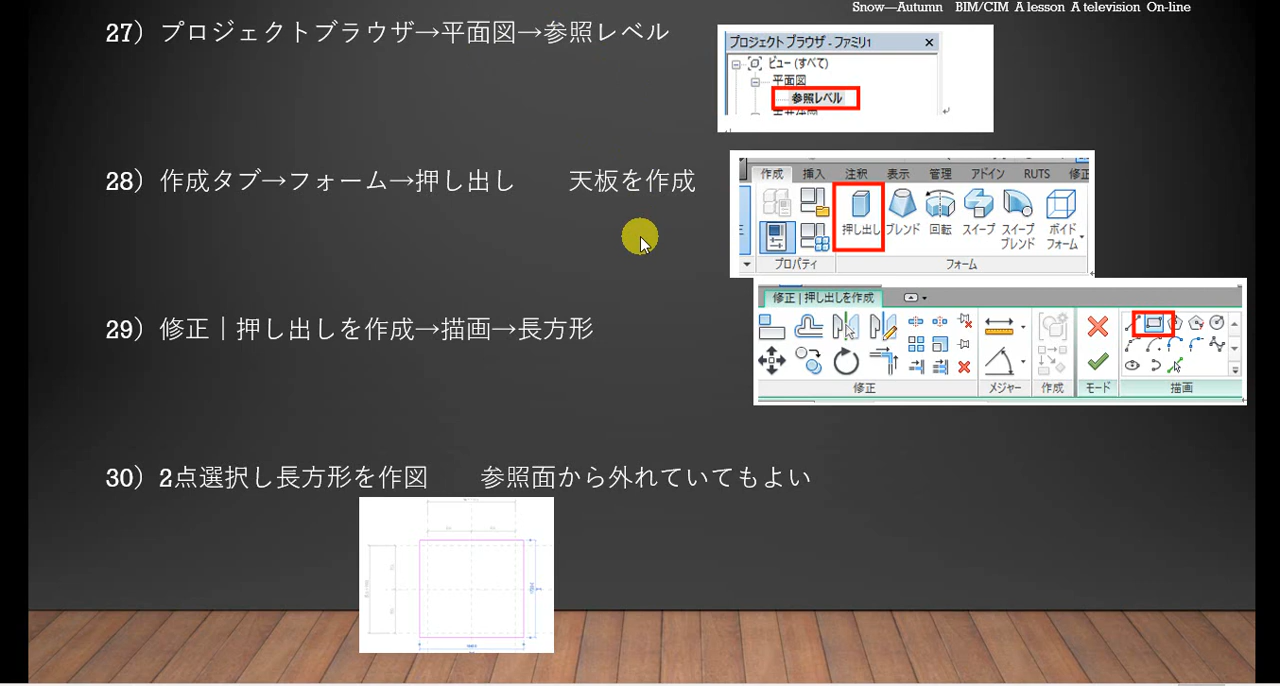 Snow—Autumn BIM/CIM A lesson A television On-line
27）プロジェクトブラウザ→平面図→参照レベル
プロジェクト ブラウザ - ファミリ1
ビュー (すべて)
平面図
参照レベル
28）作成タブ→フォーム→押し出し 天板を作成
作成 挿入 注釈 表示 管理 アドイン RUTS 修正
押し出し ブレンド 回転 スイープ スイープ ブレンド ボイド フォーム
プロパティ フォーム
29）修正｜押し出しを作成→描画→長方形
修正 | 押し出しを作成
修正 メジャー 作成 モード 描画
30）2点選択し長方形を作図 参照面から外れていてもよい